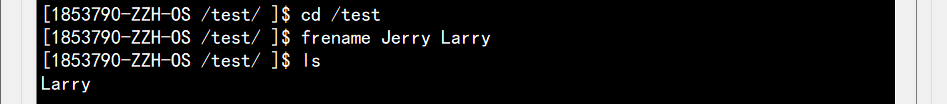 [1853790-ZZH-OS /test/ ]$ cd /test
[1853790-ZZH-OS /test/ ]$ frename Jerry Larry
[1853790-ZZH-OS /test/ ]$ ls
Larry